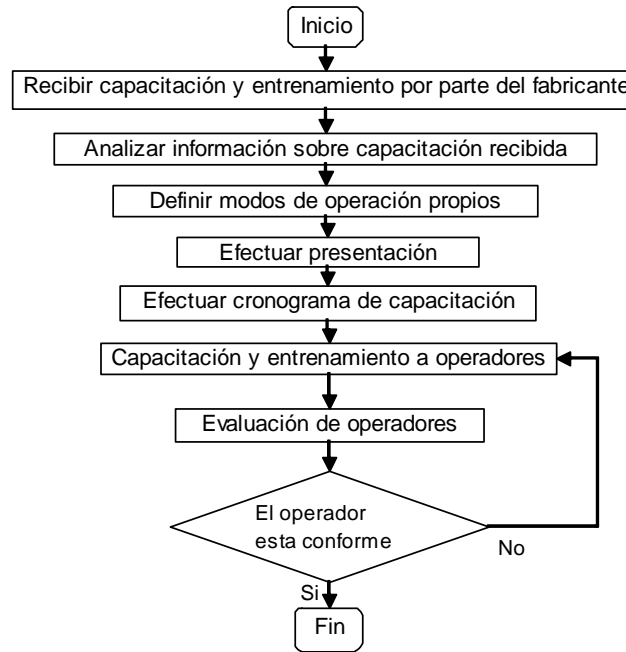 Inicio
Recibir capacitación y entrenamiento por parte del fabricante
Analizar información sobre capacitación recibida
Definir modos de operación propios
Efectuar presentación
Efectuar cronograma de capacitación
Capacitación y entrenamiento a operadores
Evaluación de operadores
El operador
esta conforme
No
Si
Fin